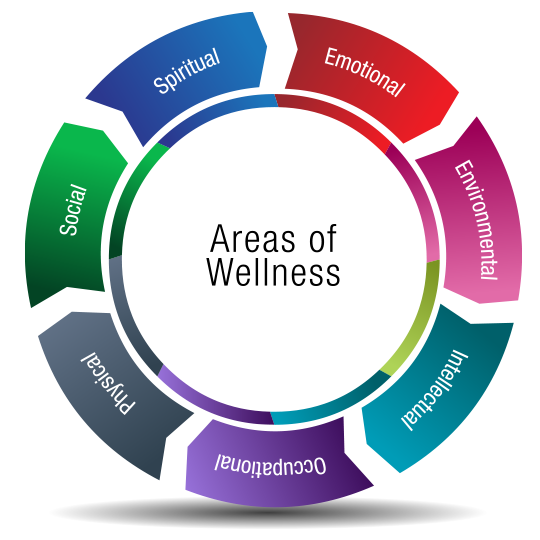 Areas of
Wellness
Emotional
Environmental
Intellectual
Occupational
Physical
Social
Spiritual